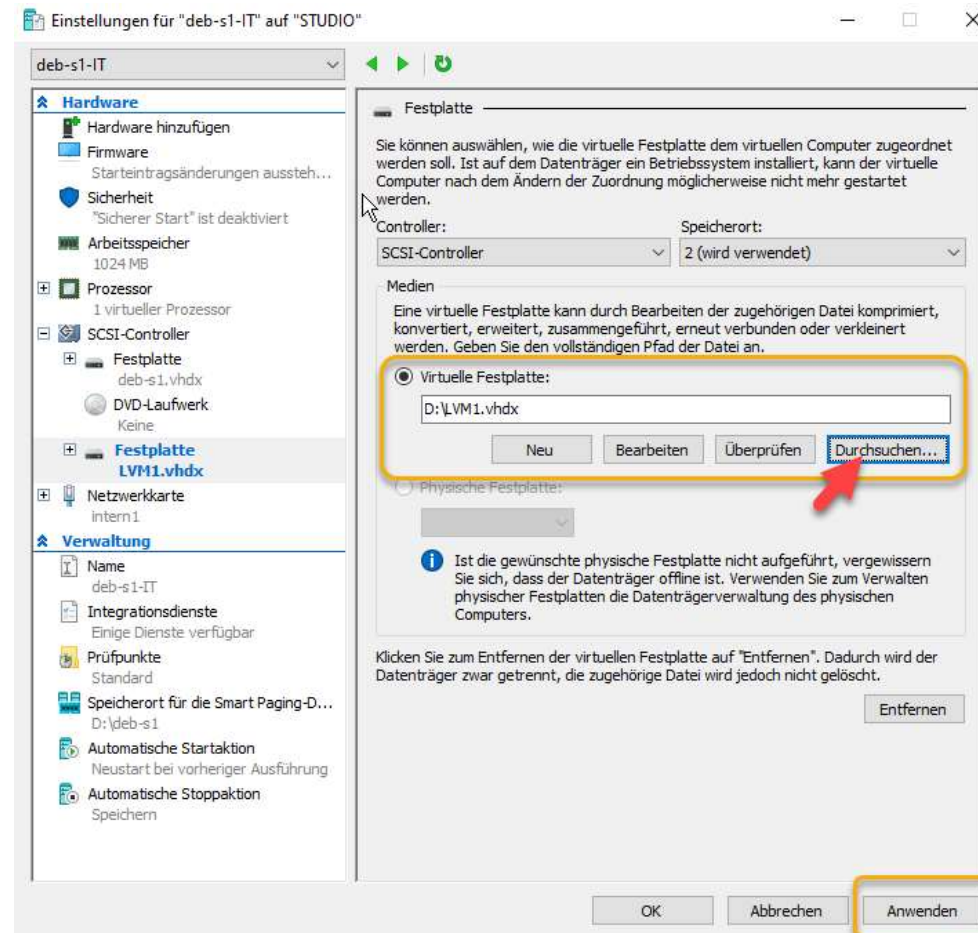 Einstellungen für "deb-s1-IT" auf "STUDIO"
deb-s1-IT
Hardware
Hardware hinzufügen
Firmware
Starteintragsänderungen aussteh...
Sicherheit
"Sicherer Start" ist deaktiviert
Arbeitsspeicher
1024 MB
Prozessor
1 virtueller Prozessor
SCSI-Controller
Festplatte
deb-s1.vhdx
DVD-Laufwerk
Keine
Festplatte
LVM1.vhdx
Netzwerkkarte
intern1
Verwaltung
Name
deb-s1-IT
Integrationsdienste
Einige Dienste verfügbar
Prüfpunkte
Standard
Speicherort für die Smart Paging-D...
D:\deb-s1
Automatische Startaktion
Neustart bei vorheriger Ausführung
Automatische Stoppaktion
Speichern
Festplatte
Sie können auswählen, wie die virtuelle Festplatte dem virtuellen Computer zugeordnet
werden soll. Ist auf dem Datenträger ein Betriebssystem installiert, kann der virtuelle
Computer nach dem Ändern der Zuordnung möglicherweise nicht mehr gestartet
werden.
Controller: Speicherort:
SCSI-Controller 2 (wird verwendet)
Medien
Eine virtuelle Festplatte kann durch Bearbeiten der zugehörigen Datei komprimiert,
konvertiert, erweitert, zusammengeführt, erneut verbunden oder verkleinert
werden. Geben Sie den vollständigen Pfad der Datei an.
Virtuelle Festplatte:
D:\LVM1.vhdx
Neu Bearbeiten Überprüfen Durchsuchen...
Physische Festplatte:
Ist die gewünschte physische Festplatte nicht aufgeführt, vergewissern
Sie sich, dass der Datenträger offline ist. Verwenden Sie zum Verwalten
physischer Festplatten die Datenträgerverwaltung des physischen
Computers.
Klicken Sie zum Entfernen der virtuellen Festplatte auf "Entfernen". Dadurch wird der
Datenträger zwar getrennt, die zugehörige Datei wird jedoch nicht gelöscht.
Entfernen
OK Abbrechen Anwenden